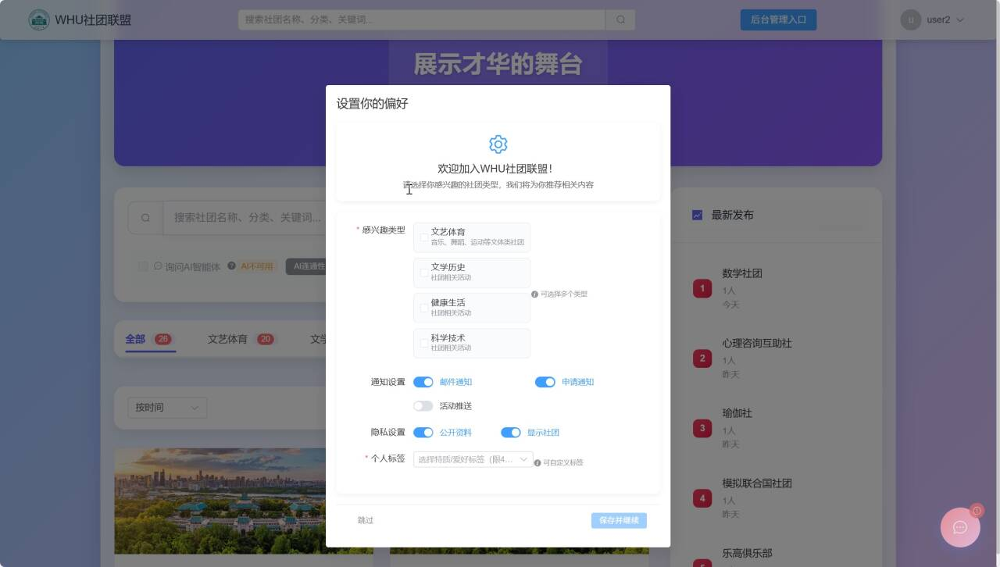 WHU社团联盟
搜索社团名称、分类、关键词...
后台管理入口
u
user2
展示才华的舞台
设置你的偏好
欢迎加入WHU社团联盟！
请选择你感兴趣的社团类型，我们将为你推荐相关内容
* 感兴趣类型
文艺体育
音乐、舞蹈、运动等文体类社团
文学历史
社团相关活动
健康生活
社团相关活动
科学技术
社团相关活动
可选择多个类型
通知设置
邮件通知
申请通知
活动推送
隐私设置
公开资料
显示社团
* 个人标签
选择特质/爱好标签（限4...
可自定义标签
跳过
保存并继续
搜索社团名称、分类、关键词...
询问AI智能体
AI不可用
AI连通性
全部 26
文艺体育 20
文学
按时间
最新发布
1
数学社团
1人
今天
2
心理咨询互助社
1人
昨天
3
瑜伽社
1人
昨天
4
模拟联合国社团
1人
昨天
5
乐高俱乐部